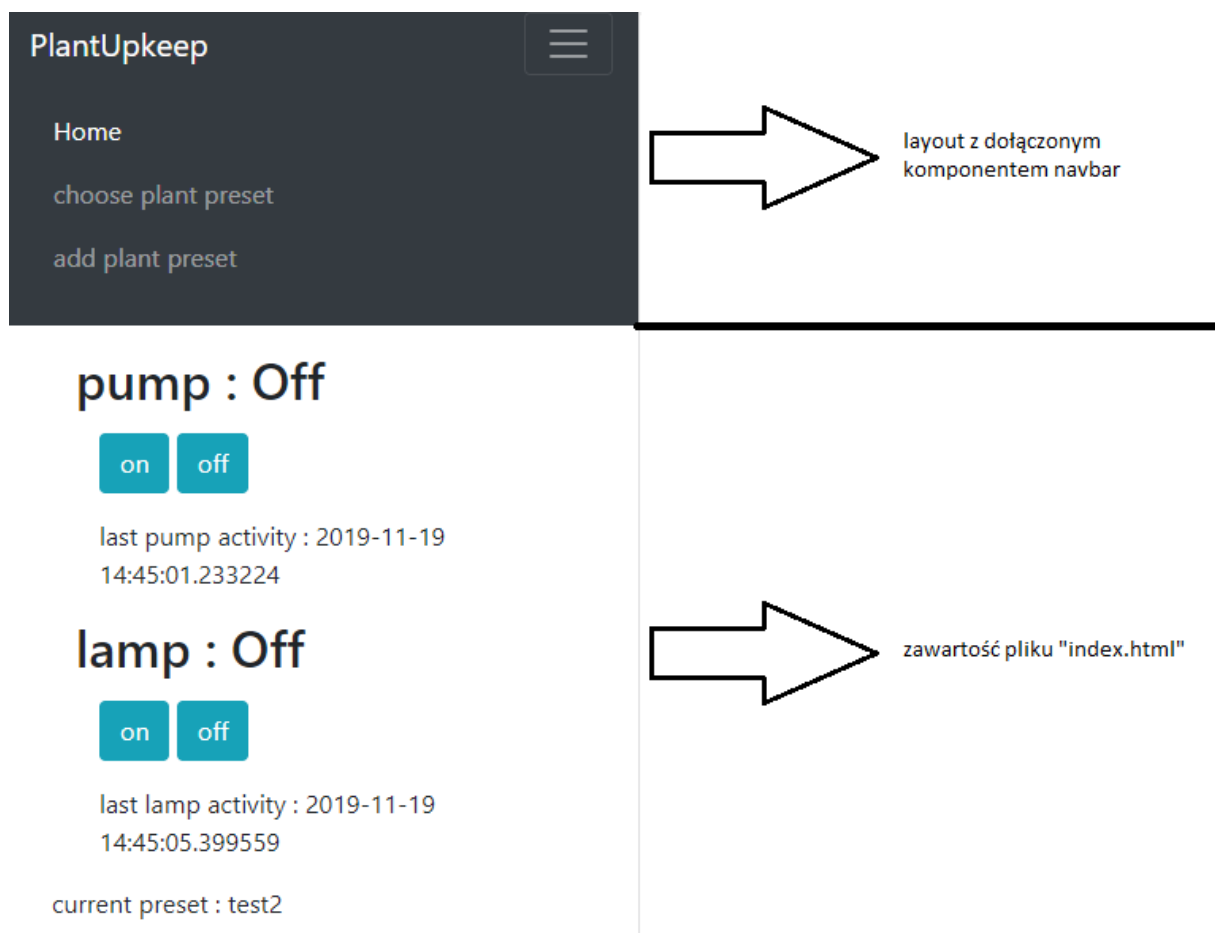 PlantUpkeep
Home
choose plant preset
add plant preset
layout z dołączonym
komponentem navbar
pump : Off
on off
last pump activity : 2019-11-19
14:45:01.233224
lamp : Off
on off
last lamp activity : 2019-11-19
14:45:05.399559
current preset : test2
zawartość pliku "index.html"